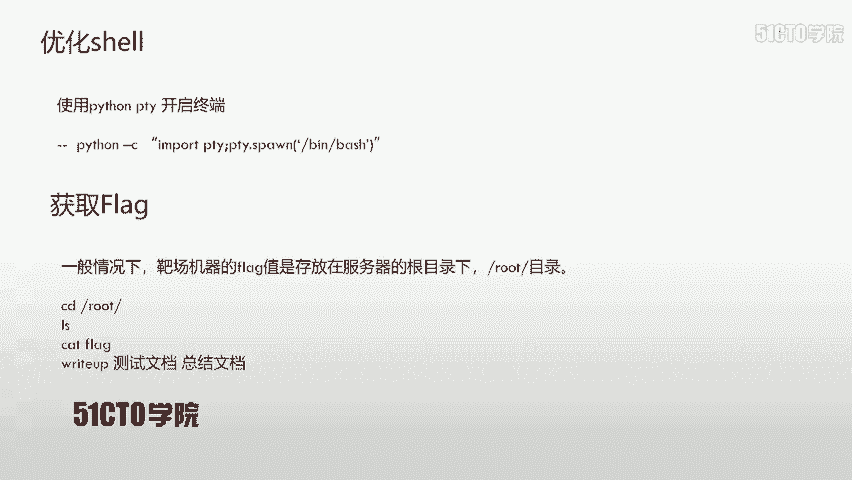 51CTO学院
优化shell
使用python pty 开启终端
-- python –c “import pty;pty.spawn(‘/bin/bash’)”
获取Flag
一般情况下，靶场机器的flag值是存放在服务器的根目录下，/root/目录。
cd /root/
ls
cat flag
writeup 测试文档 总结文档
51CTO学院